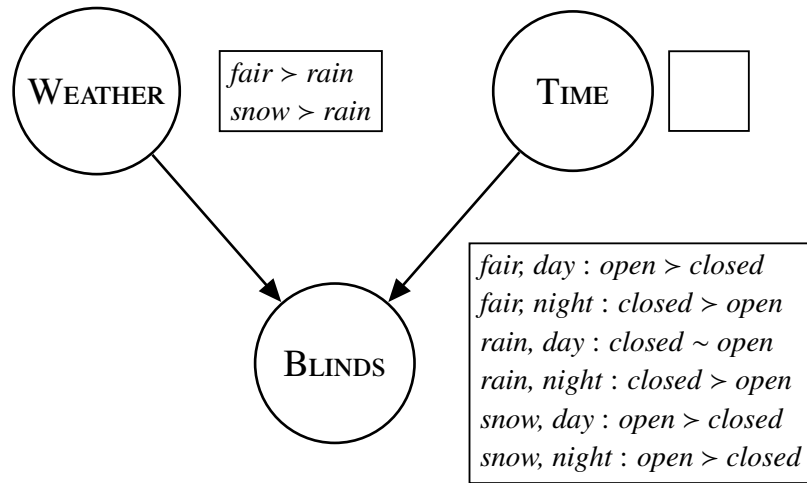 WEATHER
fair ≻ rain
snow ≻ rain
TIME
BLINDS
fair, day : open ≻ closed
fair, night : closed ≻ open
rain, day : closed ∼ open
rain, night : closed ≻ open
snow, day : open ≻ closed
snow, night : open ≻ closed